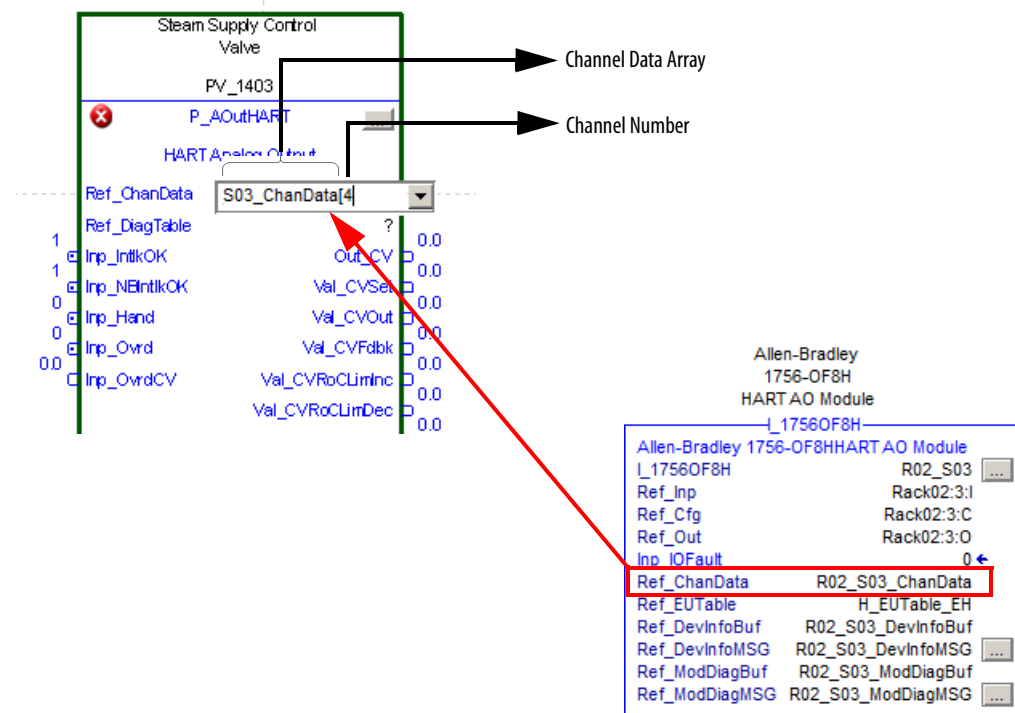 Steam Supply Control
Valve
PV_1403
P_AOutHART
...
HART Analog Output
Ref_ChanData S03_ChanData[4
Ref_DiagTable ?
1 Inp_IntlkOK Out_CV 0.0
1 Inp_NBIntlkOK Val_CVSet 0.0
0 Inp_Hand Val_CVOut 0.0
0 Inp_Ovrd Val_CVFdbk 0.0
0.0 Inp_OvrdCV Val_CVRoCLimInc 0.0
Val_CVRoCLimDec 0.0
0.0
Channel Data Array
Channel Number
Allen-Bradley
1756-OF8H
HART AO Module
I_1756OF8H
Allen-Bradley 1756-OF8HHART AO Module
I_1756OF8H R02_S03 ...
Ref_Inp Rack02:3:I
Ref_Cfg Rack02:3:C
Ref_Out Rack02:3:O
Inp_IOFault 0
Ref_ChanData R02_S03_ChanData
Ref_EUTable H_EUTable_EH
Ref_DevInfoBuf R02_S03_DevInfoBuf
Ref_DevInfoMSG R02_S03_DevInfoMSG ...
Ref_ModDiagBuf R02_S03_ModDiagBuf
Ref_ModDiagMSG R02_S03_ModDiagMSG ...